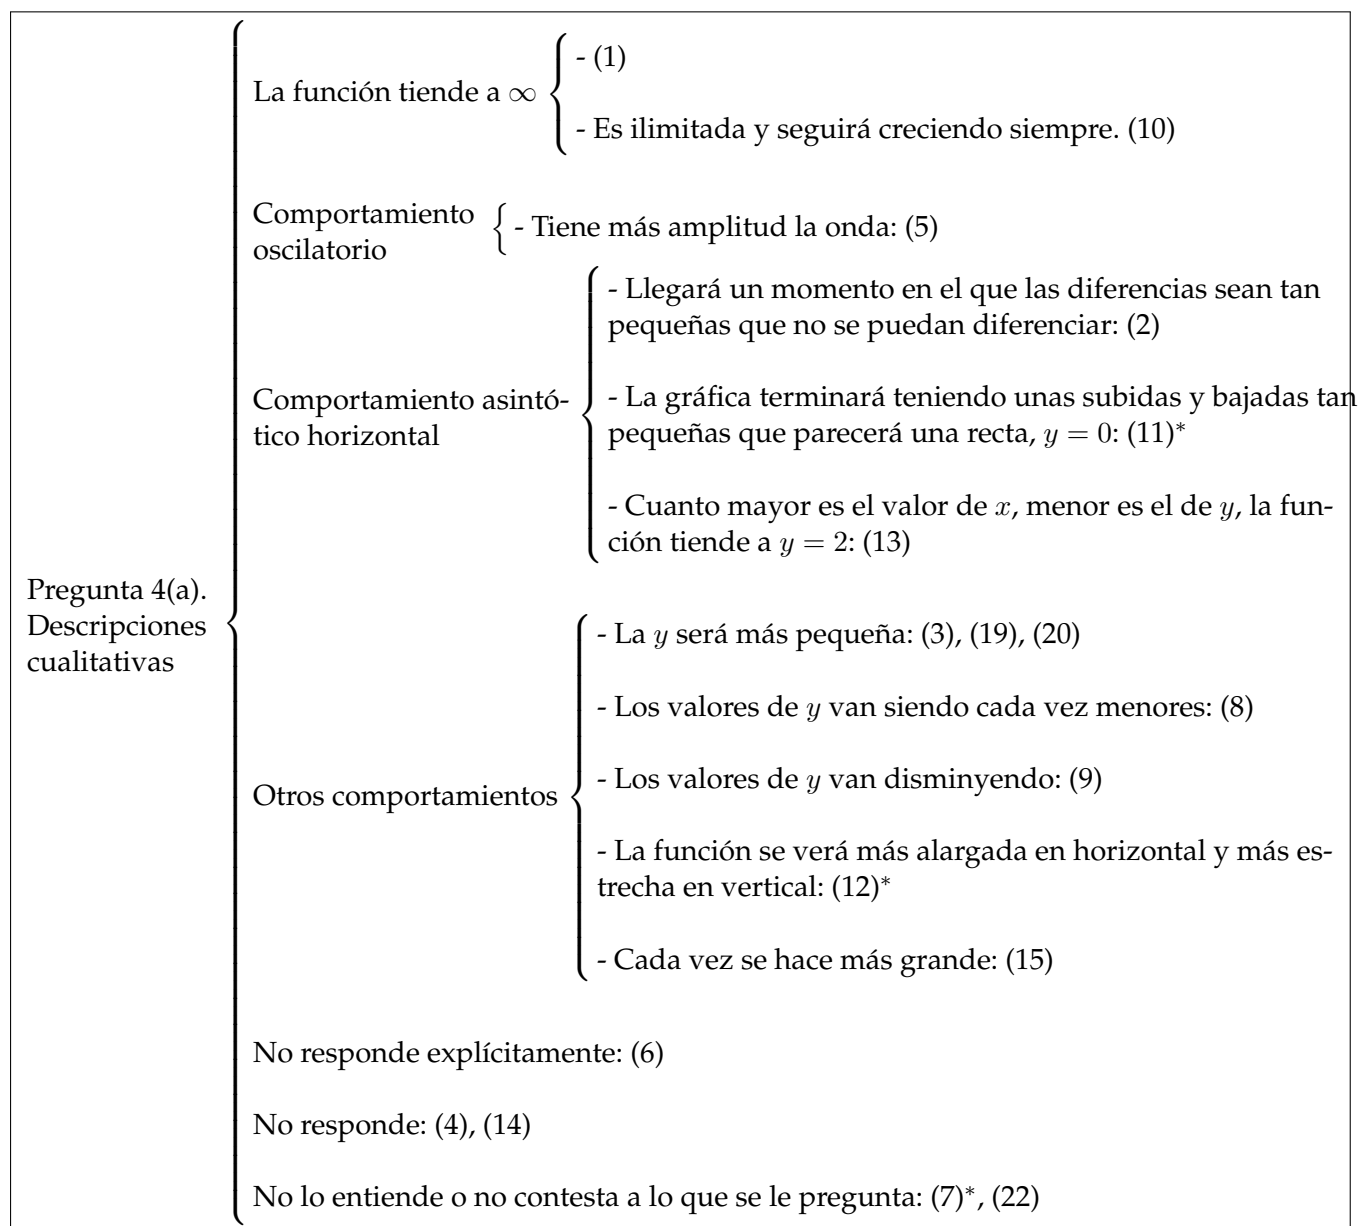 La función tiende a ∞
- (1)
- Es ilimitada y seguirá creciendo siempre. (10)
Comportamiento
oscilatorio
- Tiene más amplitud la onda: (5)
Comportamiento asintó-
tico horizontal
- Llegará un momento en el que las diferencias sean tan
pequeñas que no se puedan diferenciar: (2)
- La gráfica terminará teniendo unas subidas y bajadas tan
pequeñas que parecerá una recta, y = 0: (11)*
- Cuanto mayor es el valor de x, menor es el de y, la fun-
ción tiende a y = 2: (13)
Pregunta 4(a).
Descripciones
cualitativas
Otros comportamientos
- La y será más pequeña: (3), (19), (20)
- Los valores de y van siendo cada vez menores: (8)
- Los valores de y van disminyendo: (9)
- La función se verá más alargada en horizontal y más es-
trecha en vertical: (12)*
- Cada vez se hace más grande: (15)
No responde explícitamente: (6)
No responde: (4), (14)
No lo entiende o no contesta a lo que se le pregunta: (7)*, (22)